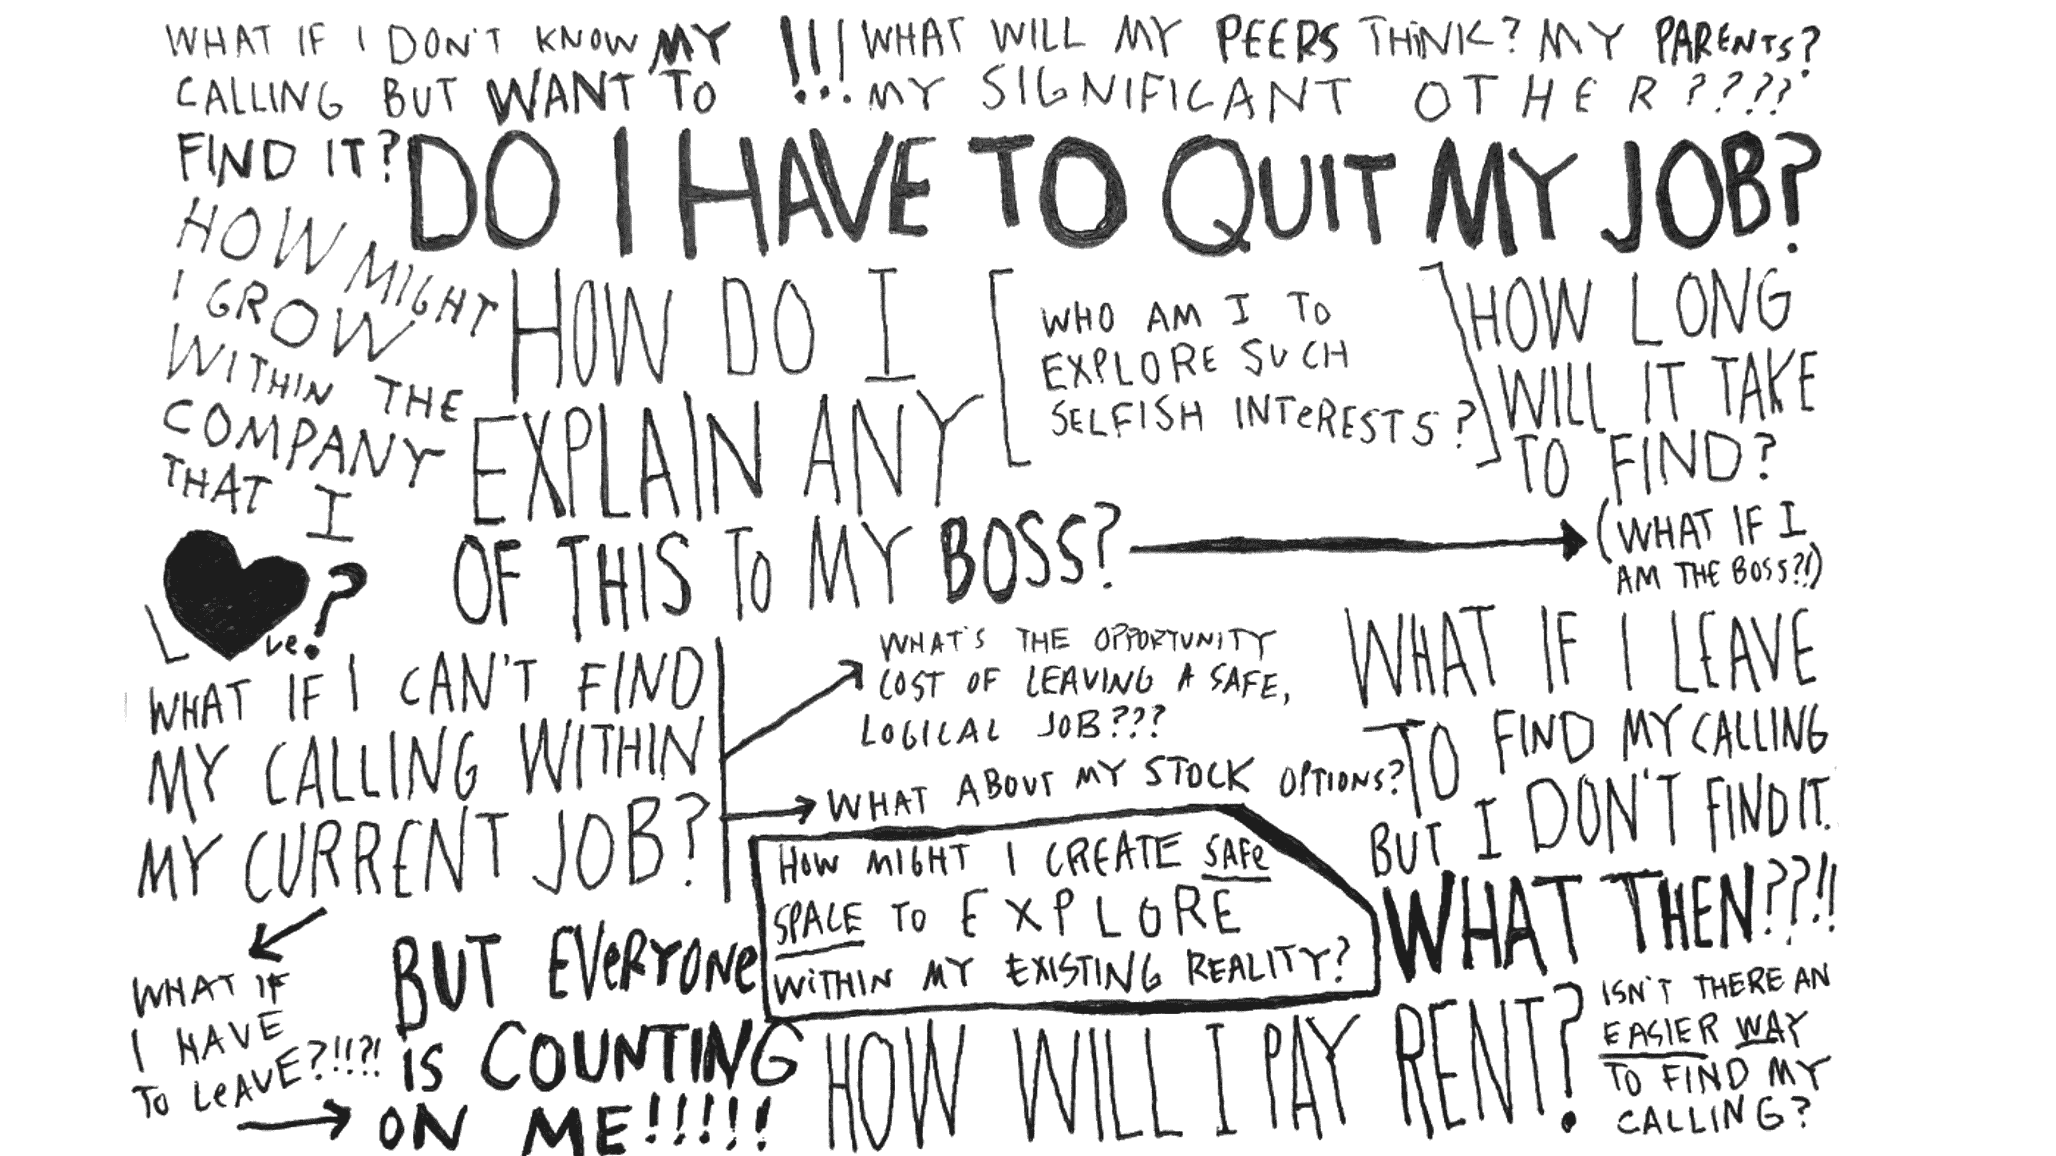 WHAT IF I DON'T KNOW MY
CALLING BUT WANT TO
FIND IT?
!!! WHAT WILL MY PEERS THINK? MY PARENTS?
MY SIGNIFICANT OTHER????
DO I HAVE TO QUIT MY JOB?
HOW MIGHT
I GROW
WITHIN THE
COMPANY
THAT I
LOve?
HOW DO I
EXPLAIN ANY
OF THIS TO MY BOSS?
[WHO AM I TO
EXPLORE SUCH
SELFISH INTeRESTS?]
HOW LONG
WILL IT TAKE
TO FIND?
(WHAT IF I
AM THE BOSS?!)
WHAT IF I CAN'T FIND
MY CALLING WITHIN
MY CURRENT JOB?
WHAT'S THE OPPORTUNITY
COST OF LEAVING A SAFE,
LOGICAL JOB???
WHAT ABOUT MY STOCK OPTIONS?
WHAT IF I LEAVE
TO FIND MY CALLING
BUT I DON'T FIND IT.
WHAT THEN??!!
HOW MIGHT I CREATE SAFe
SPACE TO EXPLORE
WiTHIN MY EXISTING REALITY?
WHAT IF
I HAVE
TO LeAVE?!!?!
BUT EVeRYONe
IS COUNTING
ON ME!!!!!
HOW WILL I PAY RENT?
ISN'T THERE AN
EASIER WAY
TO FIND MY
CALLING?